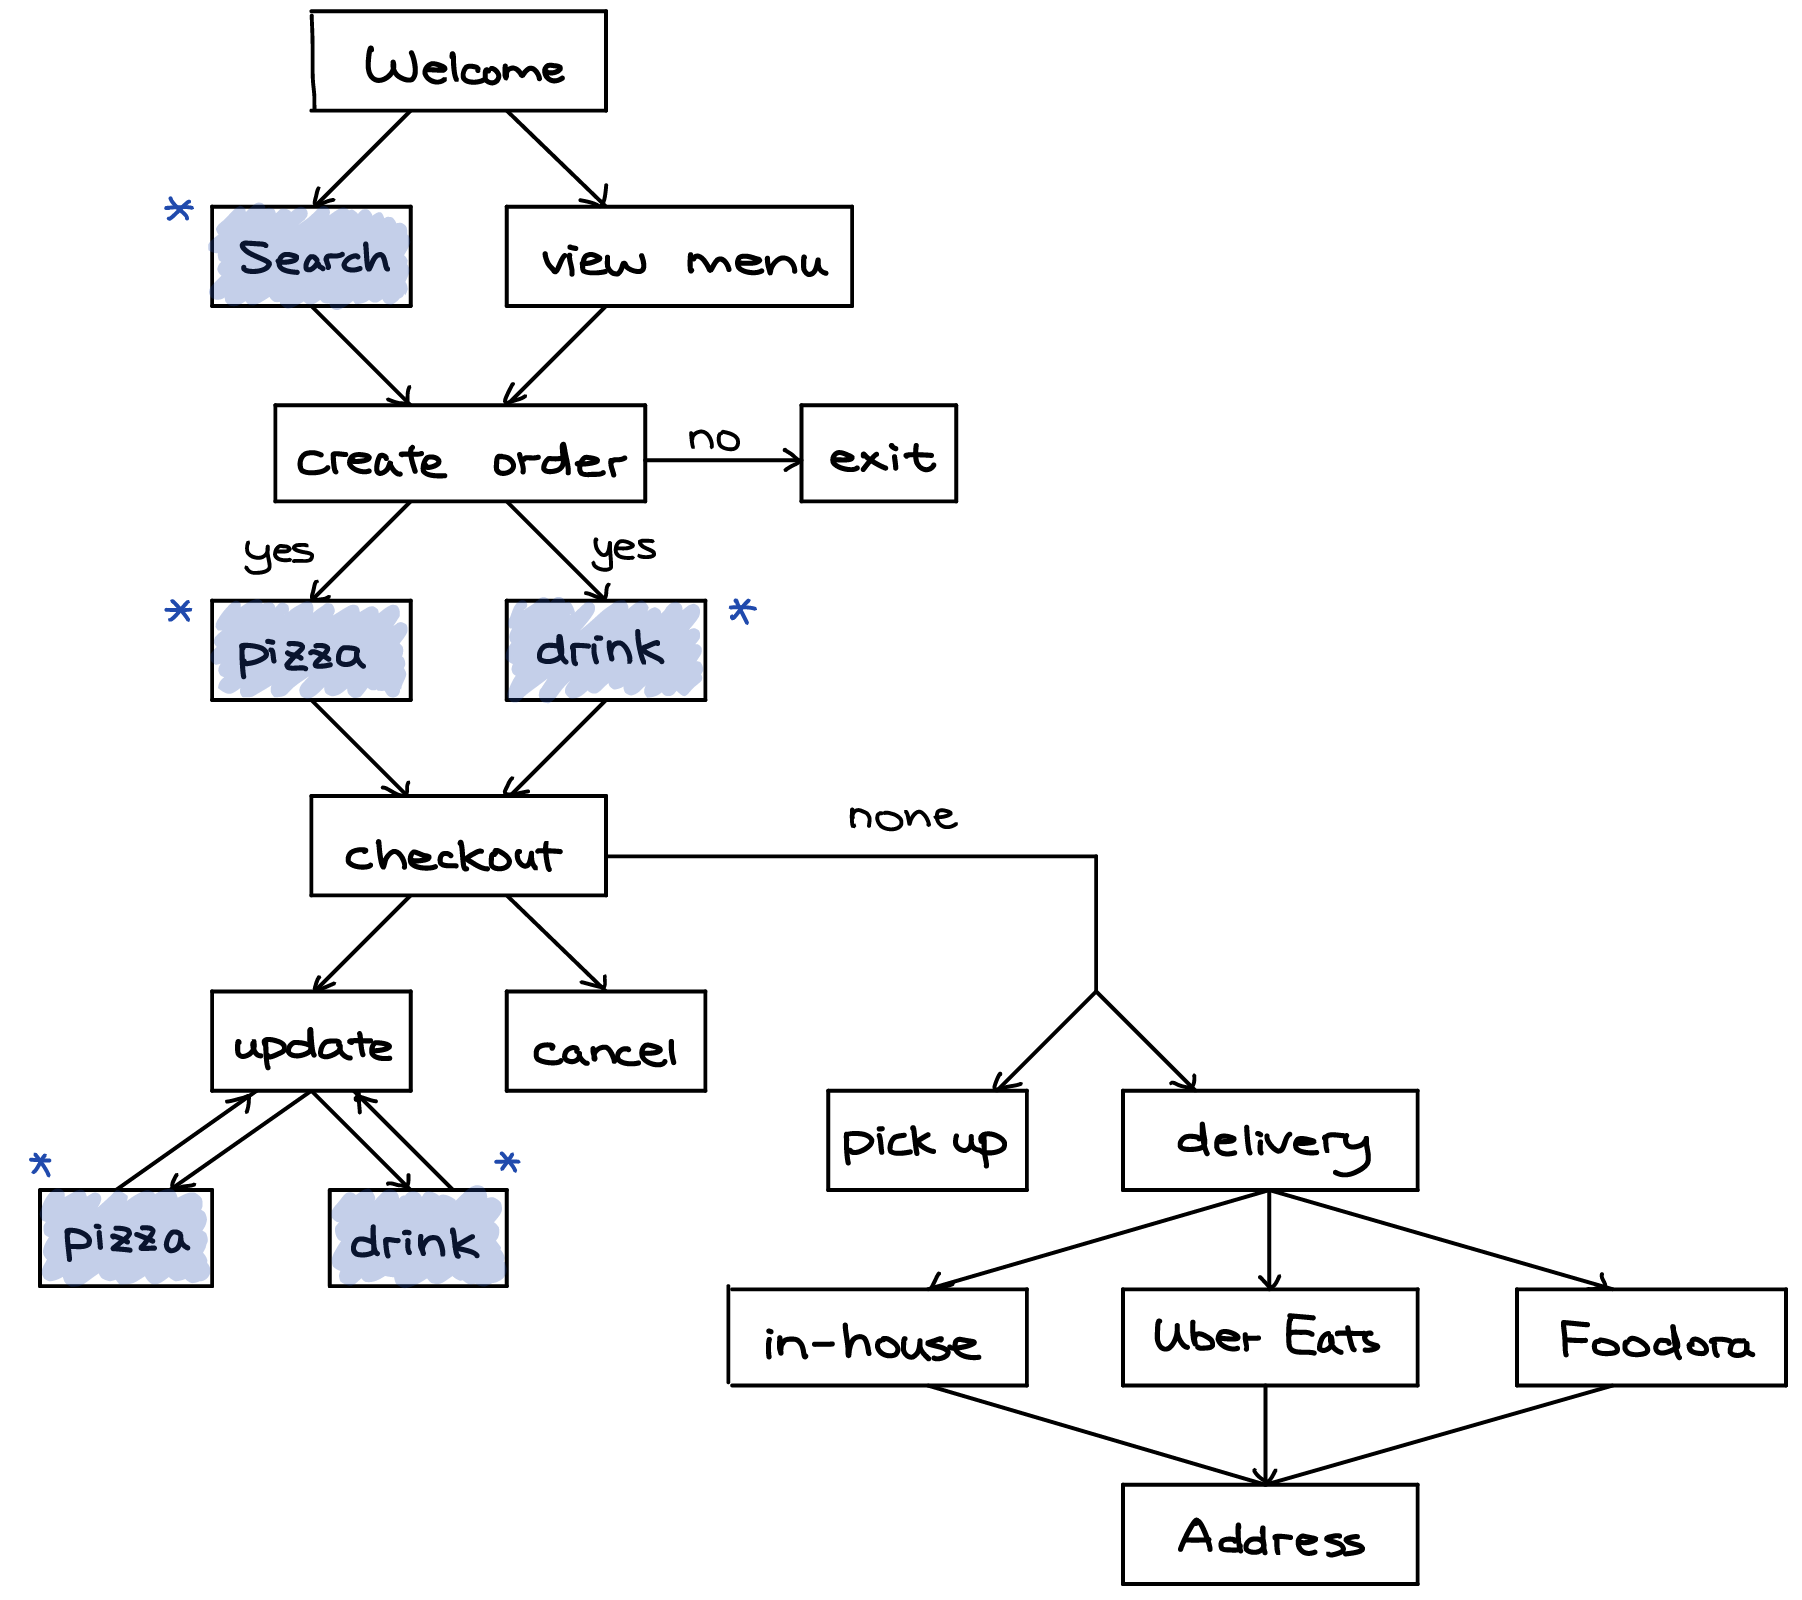 Welcome
* Search
view menu
create order
no
exit
yes
yes
* pizza
drink *
checkout
none
update
cancel
pick up
delivery
* pizza
drink *
in-house
Uber Eats
Foodora
Address